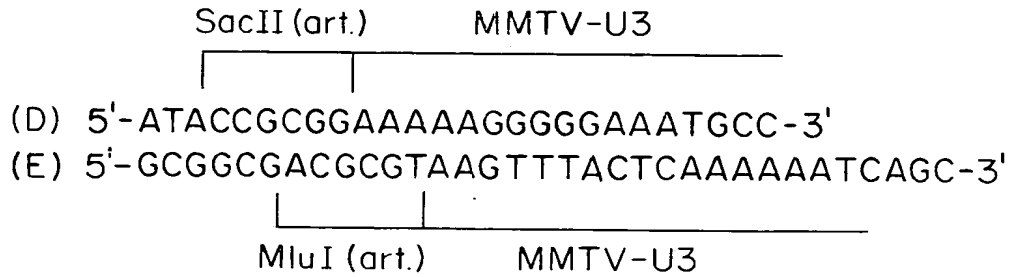 SacII (art.) MMTV-U3
(D) 5'-ATACCGCGGAAAAAGGGGGAAATGCC-3'
(E) 5'-GCGGCGACGCGTAAGTTTACTCAAAAAATCAGC-3'
MluI (art.) MMTV-U3